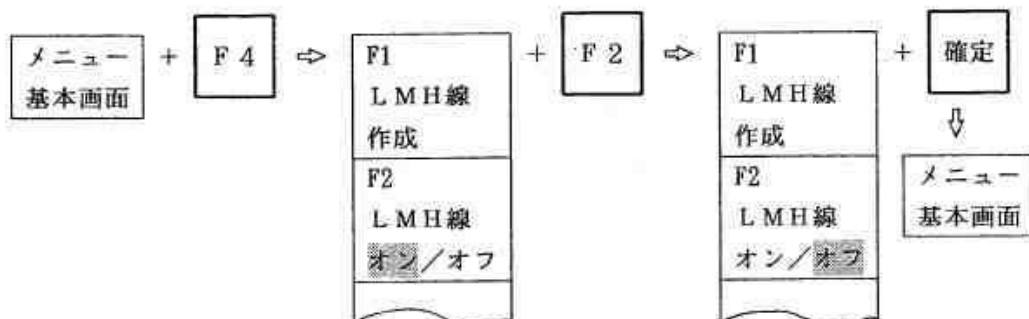 メニュー
基本画面
+
F4
⇨
F1
LMH線
作成
F2
LMH線
オン／オフ
+
F2
⇨
F1
LMH線
作成
F2
LMH線
オン／オフ
+
確定
⇩
メニュー
基本画面